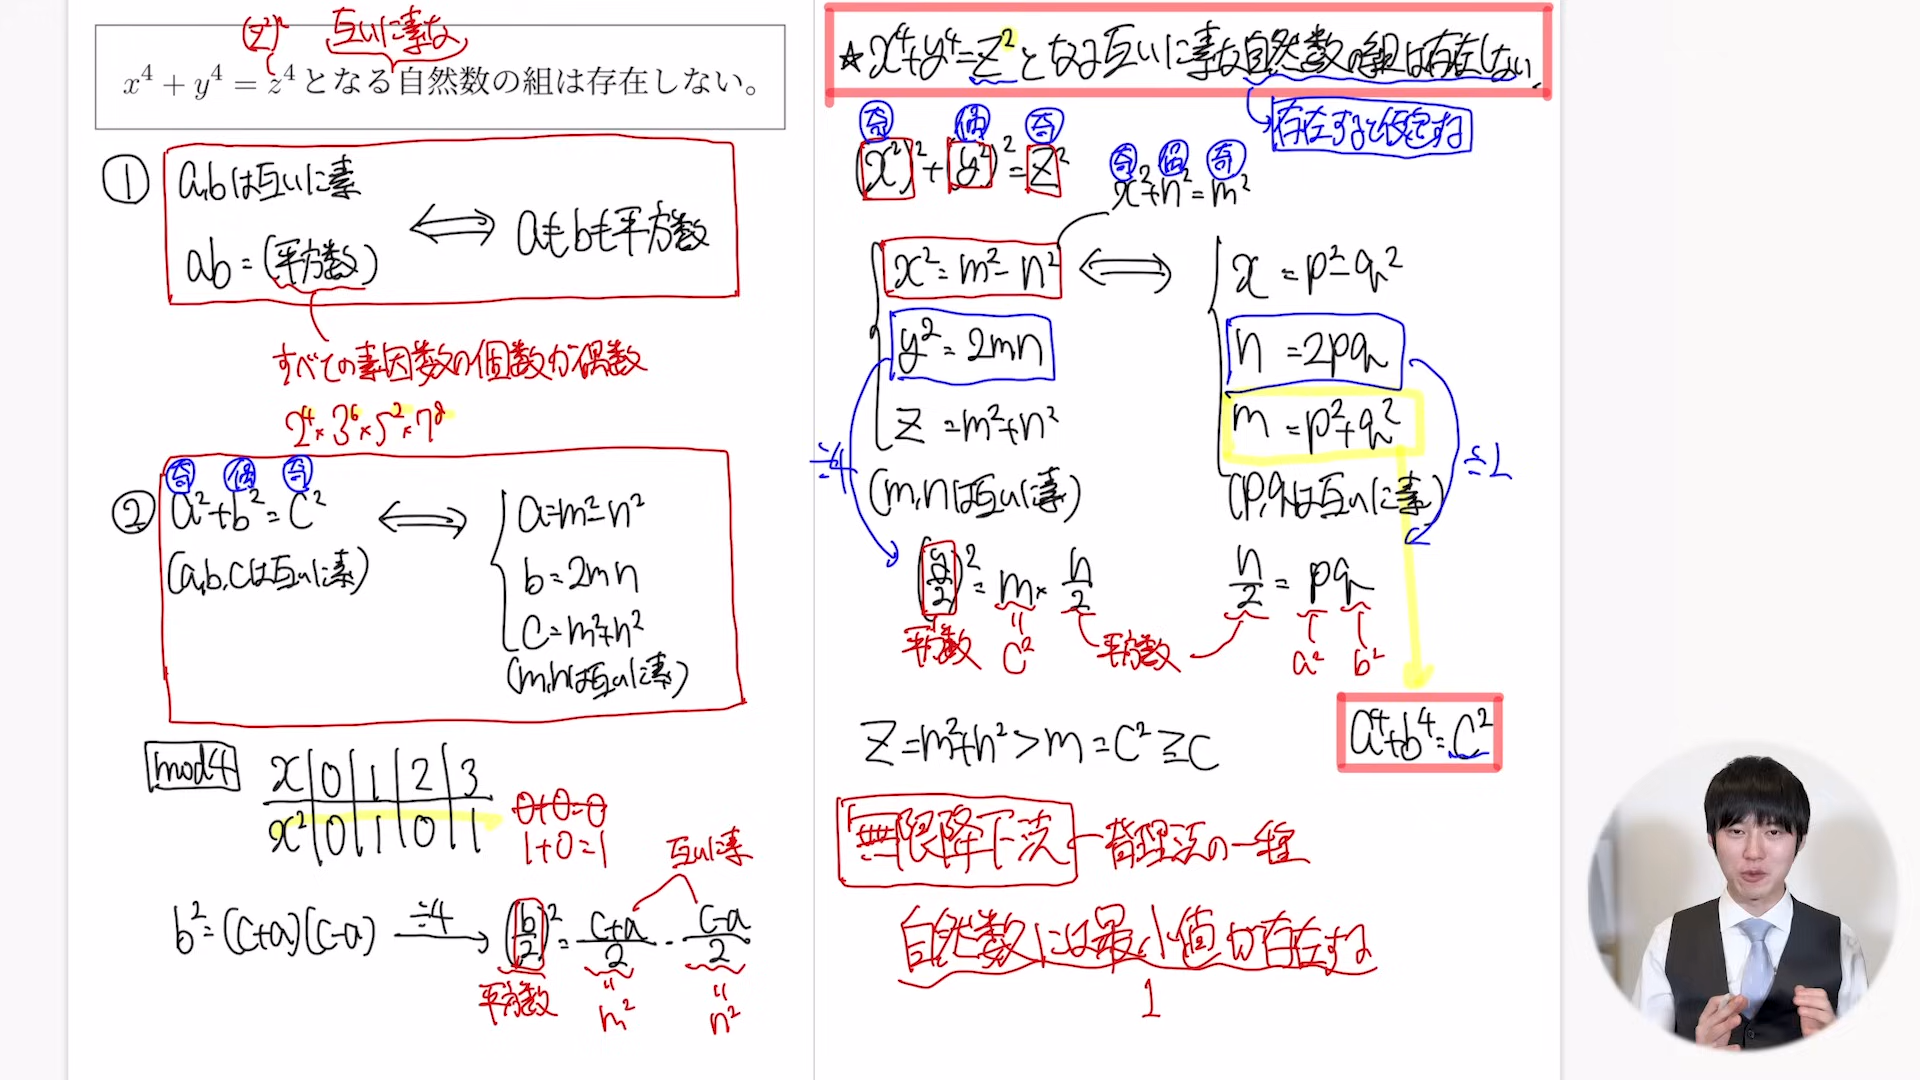 (z²)² 互いに素な
x⁴ + y⁴ = z⁴ となる自然数の組は存在しない。
① a,bは互いに素
ab = (平方数) ⟺ aもbも平方数
すべての素因数の個数が偶数
2⁴×3⁶×5²×7⁸
奇 偶 奇
② a²+b²=c² ⟺ a=m²-n²
(a,b,cは互いに素) b=2mn
c=m²+n²
(m,nは互いに素)
mod4 x 0 1 2 3
x² 0 1 0 1
0+0=0
1+0=1
互いに素
b²=(c+a)(c-a) ÷4→ (b/2)² = (c+a)/2 · (c-a)/2
平方数 = m² = n²
☆ x⁴+y⁴=z² となる互いに素な自然数の組は存在しない.
存在すると仮定する
奇 偶 奇
(x²)²+(y²)²=z²
奇 偶 奇
x²+n²=m²
x²=m²-n² ⟺ x=p²-q²
y²=2mn n=2pq
z=m²+n² m=p²+q²
(m,nは互いに素) (p,qは互いに素)
÷4 ÷2
(y/2)² = m× n/2 n/2 = pq
平方数 = c² 平方数 a² b²
a⁴+b⁴=c²
z=m²+n²>m=c²≧c
無限降下法 ー 背理法の一種
自然数には最小値が存在する
1